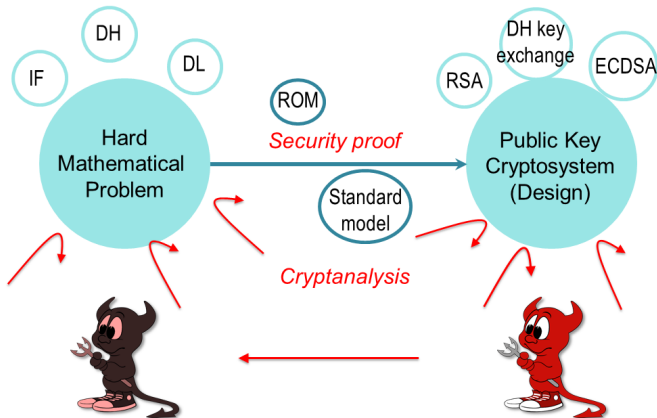 DH
IF
DL
Hard
Mathematical
Problem
ROM
Security proof
Standard
model
Cryptanalysis
DH key
exchange
RSA
ECDSA
Public Key
Cryptosystem
(Design)